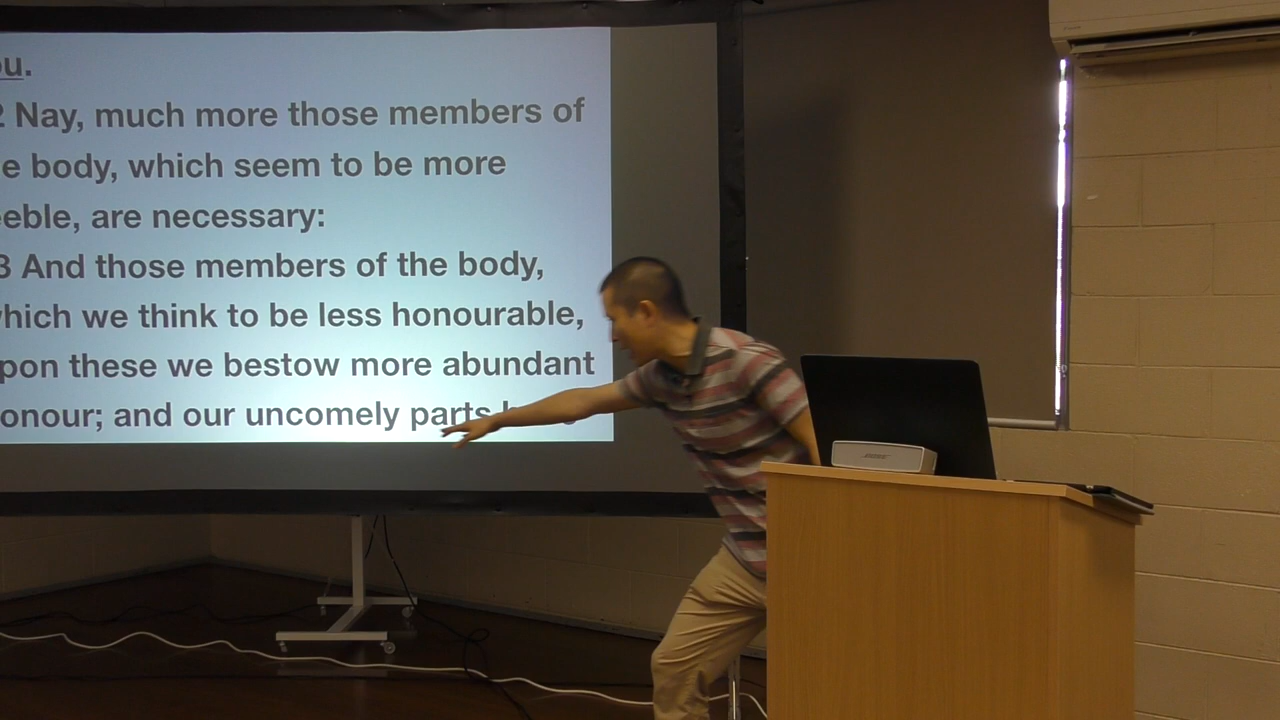 ou.
2 Nay, much more those members of
e body, which seem to be more
eeble, are necessary:
3 And those members of the body,
which we think to be less honourable,
pon these we bestow more abundant
onour; and our uncomely parts
BOSE